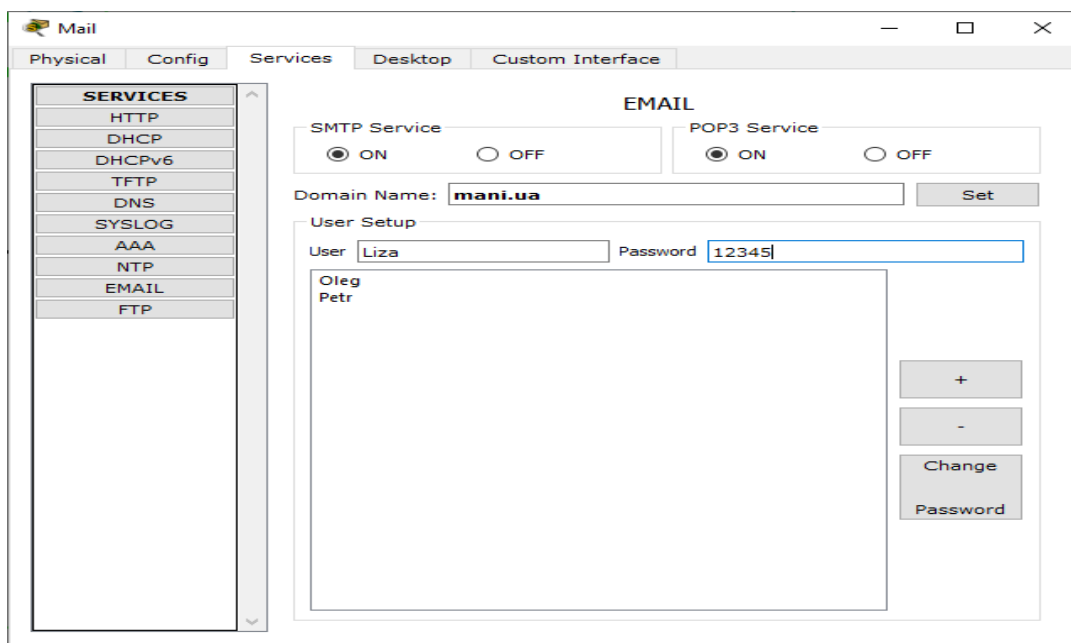 Mail
Physical Config Services Desktop Custom Interface
SERVICES
HTTP
DHCP
DHCPv6
TFTP
DNS
SYSLOG
AAA
NTP
EMAIL
FTP
EMAIL
SMTP Service
ON OFF
POP3 Service
ON OFF
Domain Name: mani.ua Set
User Setup
User Liza Password 12345
Oleg
Petr
+
-
Change
Password